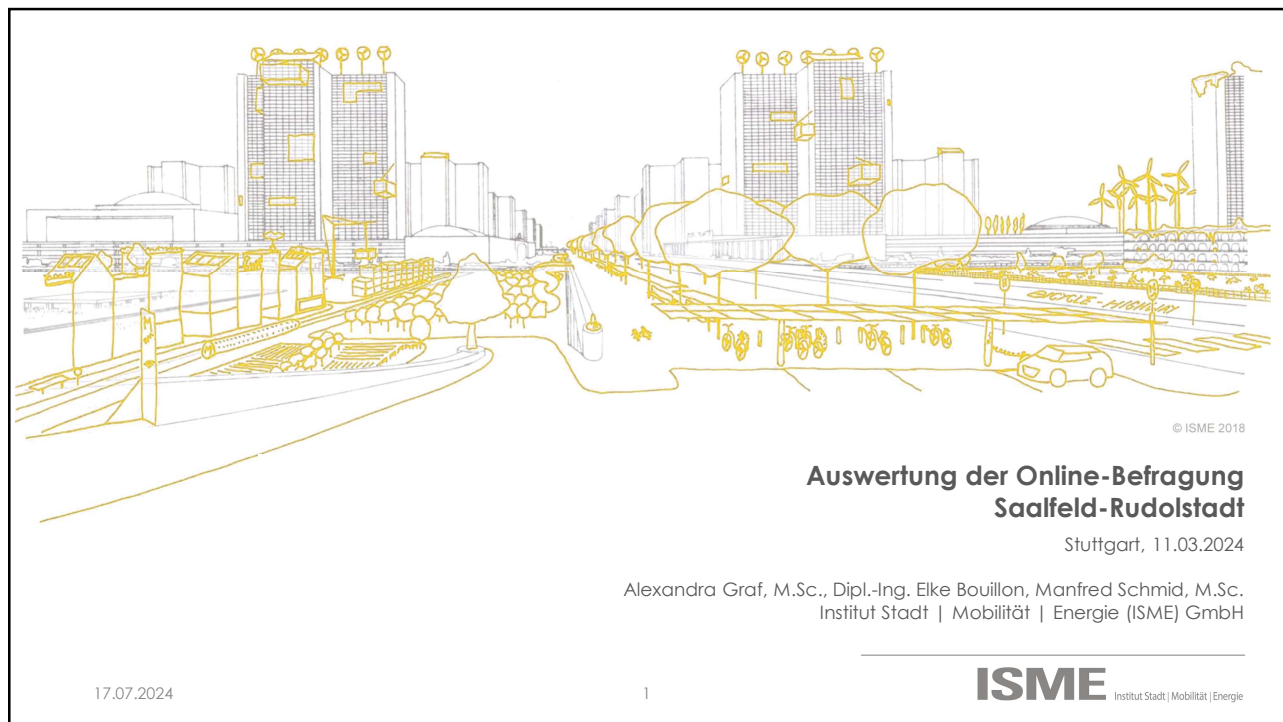 BICYCLE-HIGHWAY
© ISME 2018
Auswertung der Online-Befragung
Saalfeld-Rudolstadt
Stuttgart, 11.03.2024
Alexandra Graf, M.Sc., Dipl.-Ing. Elke Bouillon, Manfred Schmid, M.Sc.
Institut Stadt | Mobilität | Energie (ISME) GmbH
17.07.2024
1
ISME Institut Stadt | Mobilität | Energie